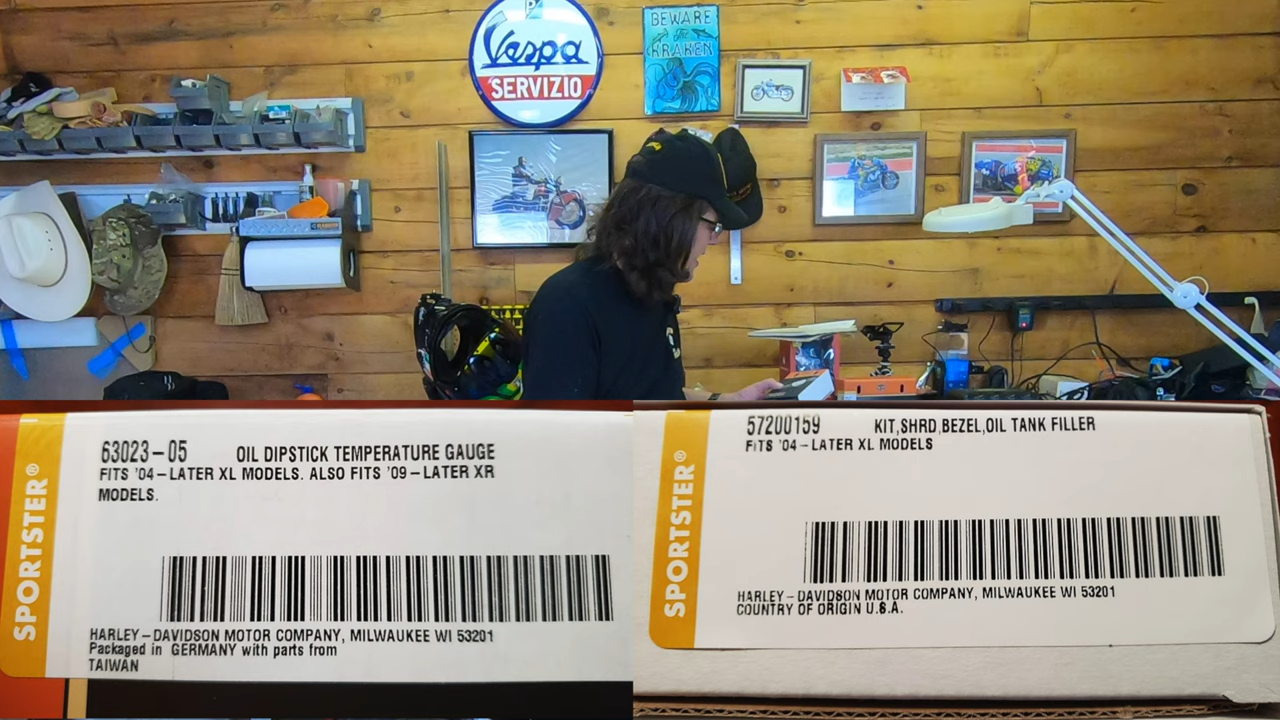 Vespa
SERVIZIO
BEWARE
the
KRAKEN
63023-05 OIL DIPSTICK TEMPERATURE GAUGE
FITS '04-LATER XL MODELS. ALSO FITS '09-LATER XR
MODELS.
SPORTSTER®
HARLEY-DAVIDSON MOTOR COMPANY, MILWAUKEE WI 53201
Packaged in GERMANY with parts from
TAIWAN
57200159 KIT,SHRD,BEZEL,OIL TANK FILLER
FITS '04-LATER XL MODELS
SPORTSTER®
HARLEY-DAVIDSON MOTOR COMPANY, MILWAUKEE WI 53201
COUNTRY OF ORIGIN U.S.A.